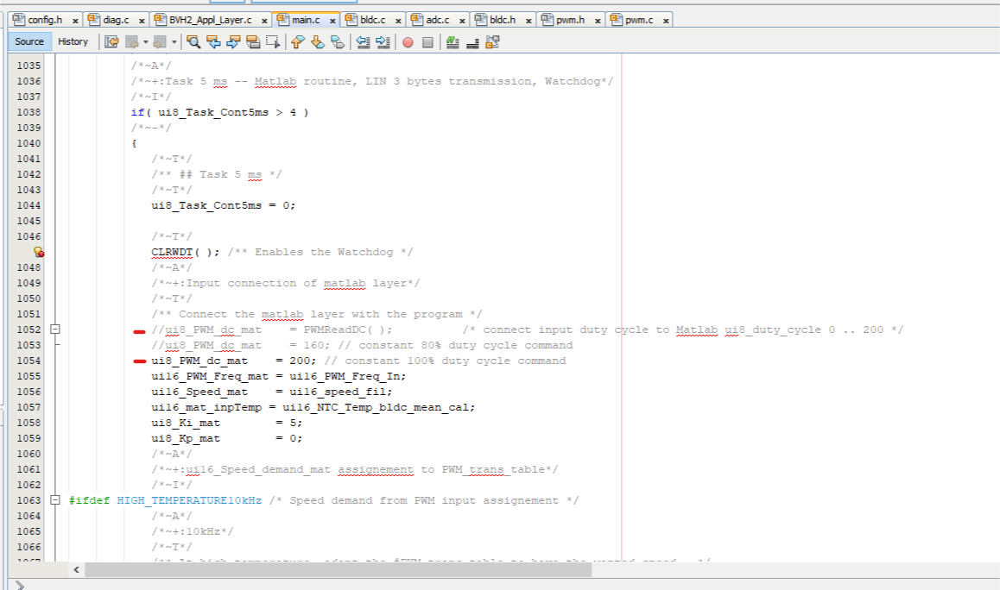 config.h x diag.c x BVH2_Appl_Layer.c x main.c x bldc.c x adc.c x bldc.h x pwm.h x pwm.c x
Source History
1035 /*~A*/
1036 /*~+:Task 5 ms -- Matlab routine, LIN 3 bytes transmission, Watchdog*/
1037 /*~I*/
1038 if( ui8_Task_Cont5ms > 4 )
1039 /*~-*/
1040 {
1041 /*~T*/
1042 /** ## Task 5 ms */
1043 /*~T*/
1044 ui8_Task_Cont5ms = 0;
1045
1046 /*~T*/
CLRWDT( ); /** Enables the Watchdog */
1048 /*~A*/
1049 /*~+:Input connection of matlab layer*/
1050 /*~T*/
1051 /** Connect the matlab layer with the program */
1052 //ui8_PWM_dc_mat = PWMReadDC( ); /* connect input duty cycle to Matlab ui8_duty_cycle 0 .. 200 */
1053 //ui8_PWM_dc_mat = 160; // constant 80% duty cycle command
1054 ui8_PWM_dc_mat = 200; // constant 100% duty cycle command
1055 ui16_PWM_Freq_mat = ui16_PWM_Freq_In;
1056 ui16_Speed_mat = ui16_speed_fil;
1057 ui16_mat_inpTemp = ui16_NTC_Temp_bldc_mean_cal;
1058 ui8_Ki_mat = 5;
1059 ui8_Kp_mat = 0;
1060 /*~A*/
1061 /*~+:ui16_Speed_demand_mat assignement to PWM_trans_table*/
1062 /*~I*/
1063 #ifdef HIGH_TEMPERATURE10kHz /* Speed demand from PWM input assignement */
1064 /*~A*/
1065 /*~+:10kHz*/
1066 /*~T*/